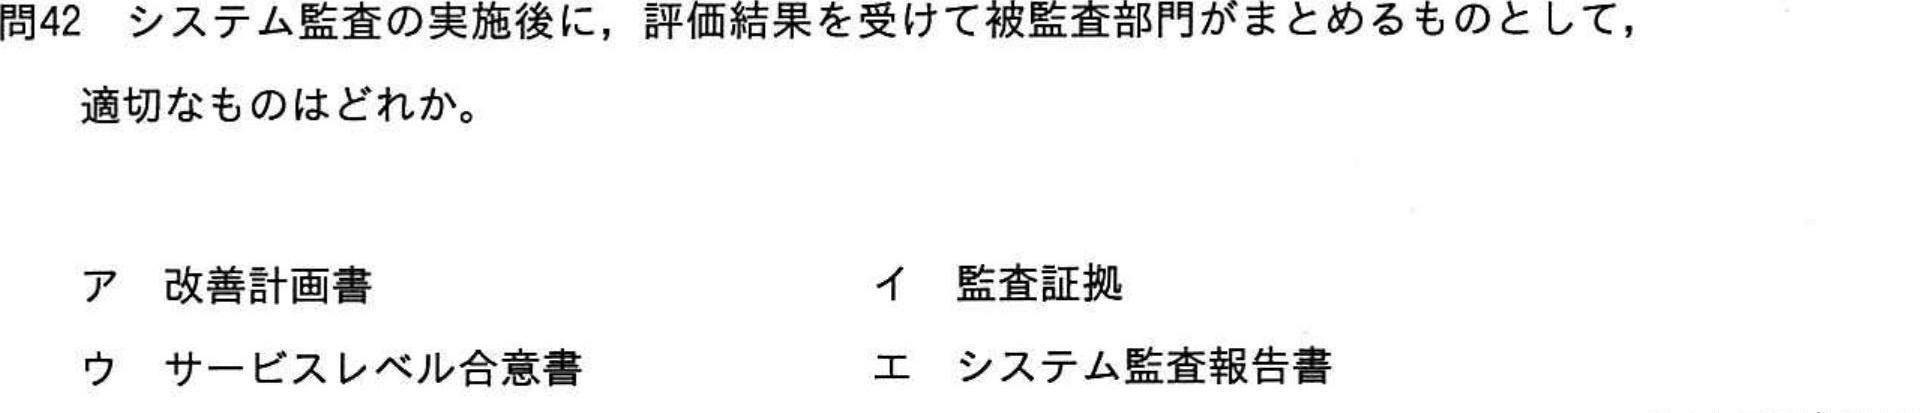 問42 システム監査の実施後に，評価結果を受けて被監査部門がまとめるものとして，
適切なものはどれか。
ア 改善計画書 イ 監査証拠
ウ サービスレベル合意書 エ システム監査報告書